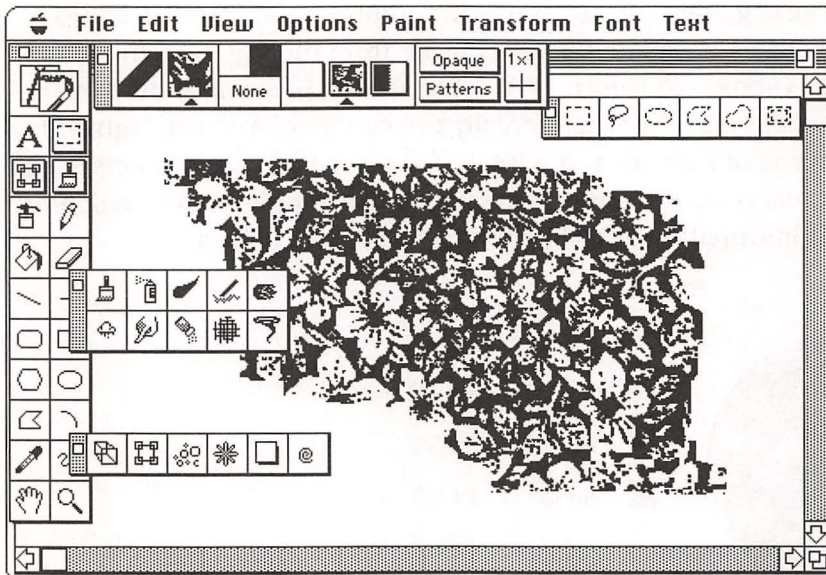 File Edit View Options Paint Transform Font Text
Opaque 1×1
None Patterns
A